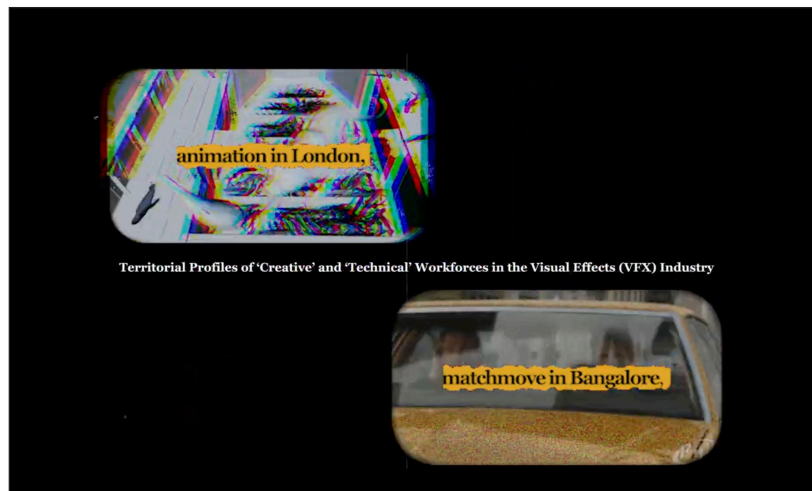 animation in London,
Territorial Profiles of ‘Creative’ and ‘Technical’ Workforces in the Visual Effects (VFX) Industry
matchmove in Bangalore,